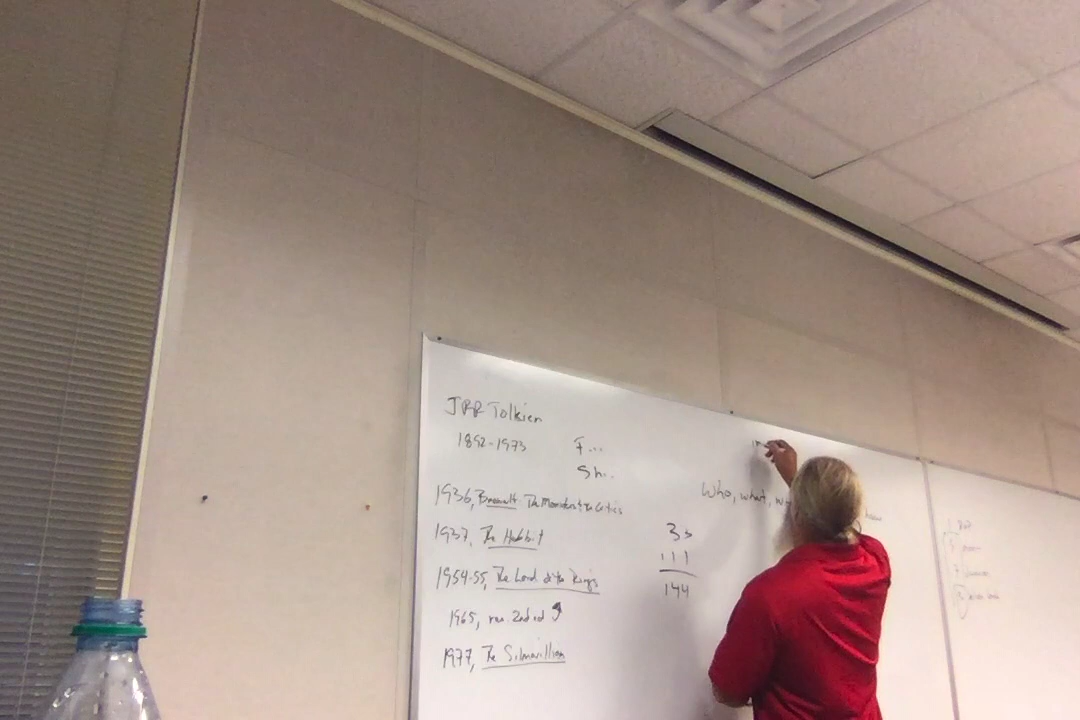 JRR Tolkien
1892-1973
F...
Sh..
1936, Beowulf: The Monsters & the Critics
1937, The Hobbit
1954-55, The Lord of the Rings
1965, rev. 2nd ed
1977, The Silmarillion
Who, what,
33
111
144